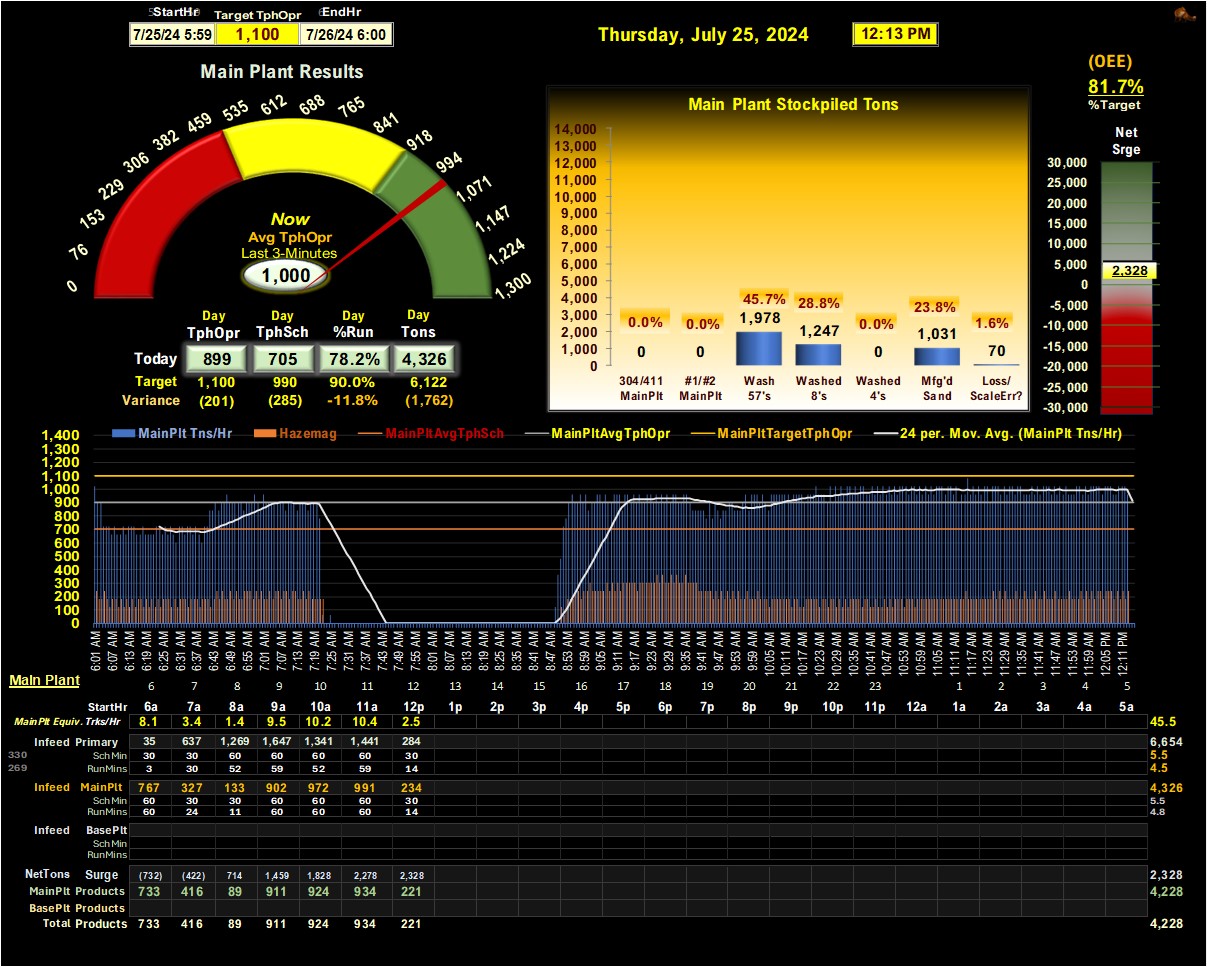 StartHr Target TphOpr EndHr
7/25/24 5:59 1,100 7/26/24 6:00
Thursday, July 25, 2024
12:13 PM
(OEE)
81.7%
%Target
Main Plant Results
0 76 153 229 306 382 459 535 612 688 765 841 918 994 1,071 1,147 1,224 1,300
Now
Avg TphOpr
Last 3-Minutes
1,000
Day Day Day Day
TphOpr TphSch %Run Tons
Today 899 705 78.2% 4,326
Target 1,100 990 90.0% 6,122
Variance (201) (285) -11.8% (1,762)
Main Plant Stockpiled Tons
14,000
13,000
12,000
11,000
10,000
9,000
8,000
7,000
6,000
5,000
4,000
3,000
2,000
1,000
0
0.0% 0.0% 45.7% 28.8% 0.0% 23.8% 1.6%
0 0 1,978 1,247 0 1,031 70
304/411 #1/#2 Wash Washed Washed Mfg'd Loss/
MainPlt MainPlt 57's 8's 4's Sand ScaleErr?
Net
Srge
30,000
25,000
20,000
15,000
10,000
5,000
0
-5,000
-10,000
-15,000
-20,000
-25,000
-30,000
2,328
MainPlt Tns/Hr Hazemag MainPltAvgTphSch MainPltAvgTphOpr MainPltTargetTphOpr 24 per. Mov. Avg. (MainPlt Tns/Hr)
1,400
1,300
1,200
1,100
1,000
900
800
700
600
500
400
300
200
100
0
6:01 AM 6:07 AM 6:13 AM 6:19 AM 6:25 AM 6:31 AM 6:37 AM 6:43 AM 6:49 AM 6:55 AM 7:01 AM 7:07 AM 7:13 AM 7:19 AM 7:25 AM 7:31 AM 7:37 AM 7:43 AM 7:49 AM 7:55 AM 8:01 AM 8:07 AM 8:13 AM 8:19 AM 8:25 AM 8:35 AM 8:41 AM 8:47 AM 8:53 AM 8:59 AM 9:05 AM 9:11 AM 9:17 AM 9:23 AM 9:29 AM 9:35 AM 9:41 AM 9:47 AM 9:53 AM 9:59 AM 10:05 AM 10:11 AM 10:17 AM 10:23 AM 10:29 AM 10:35 AM 10:41 AM 10:47 AM 10:53 AM 10:59 AM 11:05 AM 11:11 AM 11:17 AM 11:23 AM 11:29 AM 11:35 AM 11:41 AM 11:47 AM 11:53 AM 11:59 AM 12:05 PM 12:11 PM
Main Plant
6 7 8 9 10 11 12 13 14 15 16 17 18 19 20 21 22 23 1 2 3 4 5
StartHr 6a 7a 8a 9a 10a 11a 12p 1p 2p 3p 4p 5p 6p 7p 8p 9p 10p 11p 12a 1a 2a 3a 4a 5a
MainPlt Equiv. Trks/Hr 8.1 3.4 1.4 9.5 10.2 10.4 2.5 45.5
Infeed Primary 35 637 1,269 1,647 1,341 1,441 284 6,654
330 SchMin 30 30 60 60 60 60 30 5.5
269 RunMins 3 30 52 59 52 59 14 4.5
Infeed MainPlt 767 327 133 902 972 991 234 4,326
SchMin 60 30 30 60 60 60 30 5.5
RunMins 60 24 11 60 60 60 14 4.8
Infeed BasePlt
SchMin
RunMins
NetTons Surge (732) (422) 714 1,459 1,828 2,278 2,328 2,328
MainPlt Products 733 416 89 911 924 934 221 4,228
BasePlt Products
Total Products 733 416 89 911 924 934 221 4,228